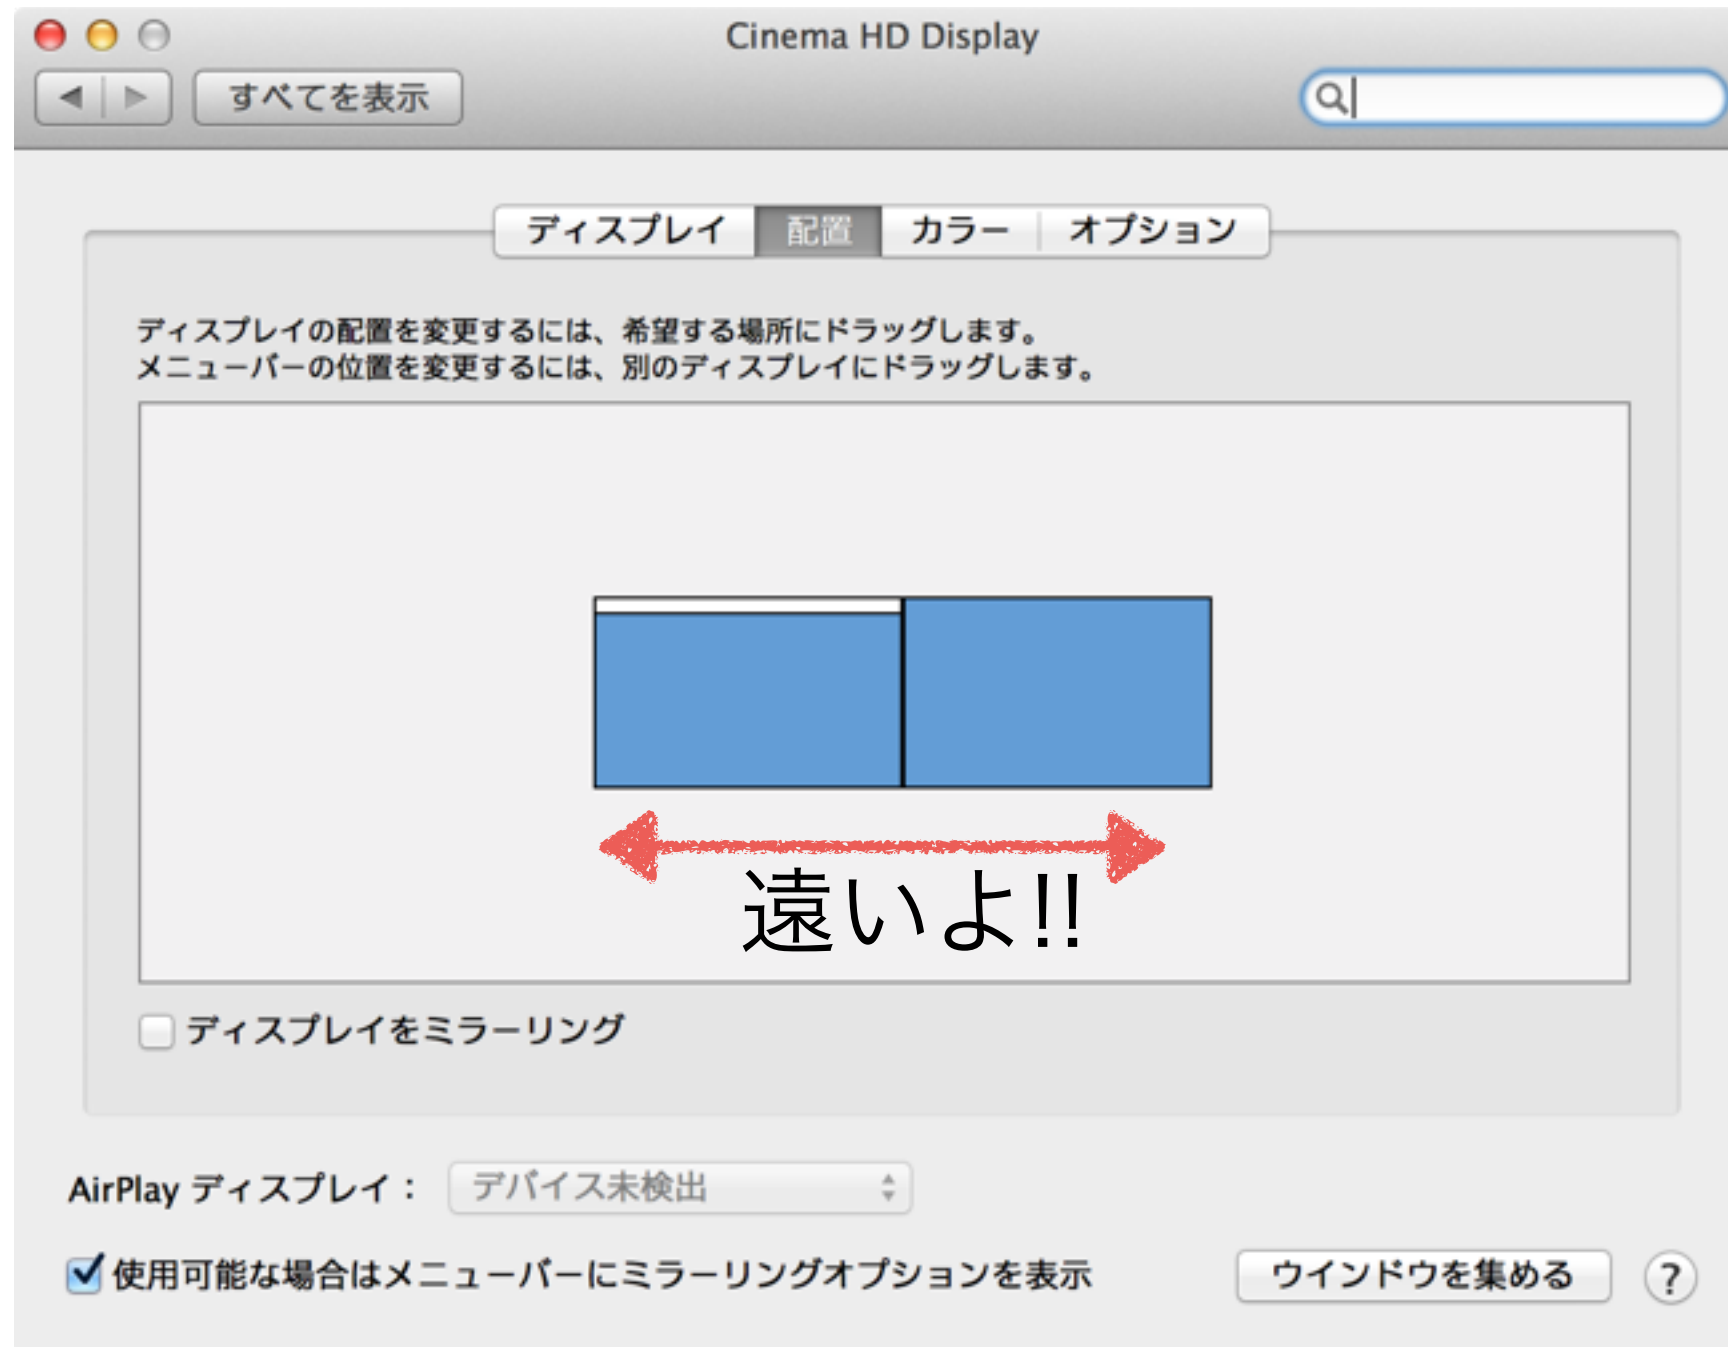 Cinema HD Display
すべてを表示
ディスプレイ 配置 カラー オプション
ディスプレイの配置を変更するには、希望する場所にドラッグします。
メニューバーの位置を変更するには、別のディスプレイにドラッグします。
遠いよ!!
ディスプレイをミラーリング
AirPlay ディスプレイ： デバイス未検出
使用可能な場合はメニューバーにミラーリングオプションを表示 ウインドウを集める ?